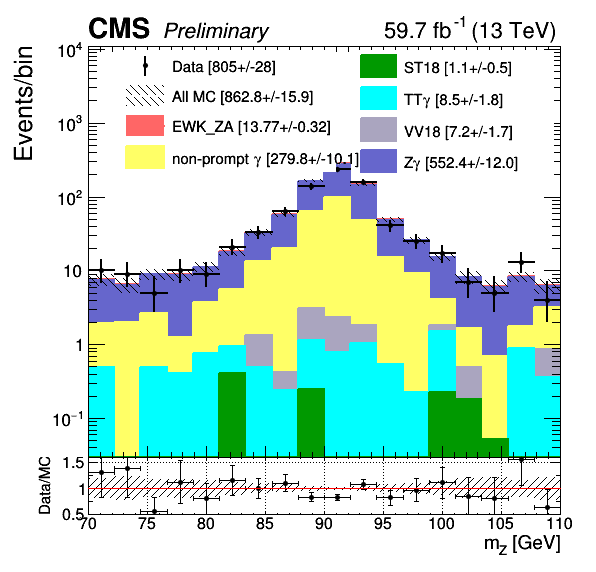 CMS Preliminary 59.7 fb⁻¹ (13 TeV)
Events/bin
Data [805+/-28]
All MC [862.8+/-15.9]
EWK_ZA [13.77+/-0.32]
non-prompt γ [279.8+/-10.1]
ST18 [1.1+/-0.5]
TTγ [8.5+/-1.8]
VV18 [7.2+/-1.7]
Zγ [552.4+/-12.0]
10⁴
10³
10²
10
1
10⁻¹
Data/MC
1.5
1
0.5
70 75 80 85 90 95 100 105 110
m_Z [GeV]